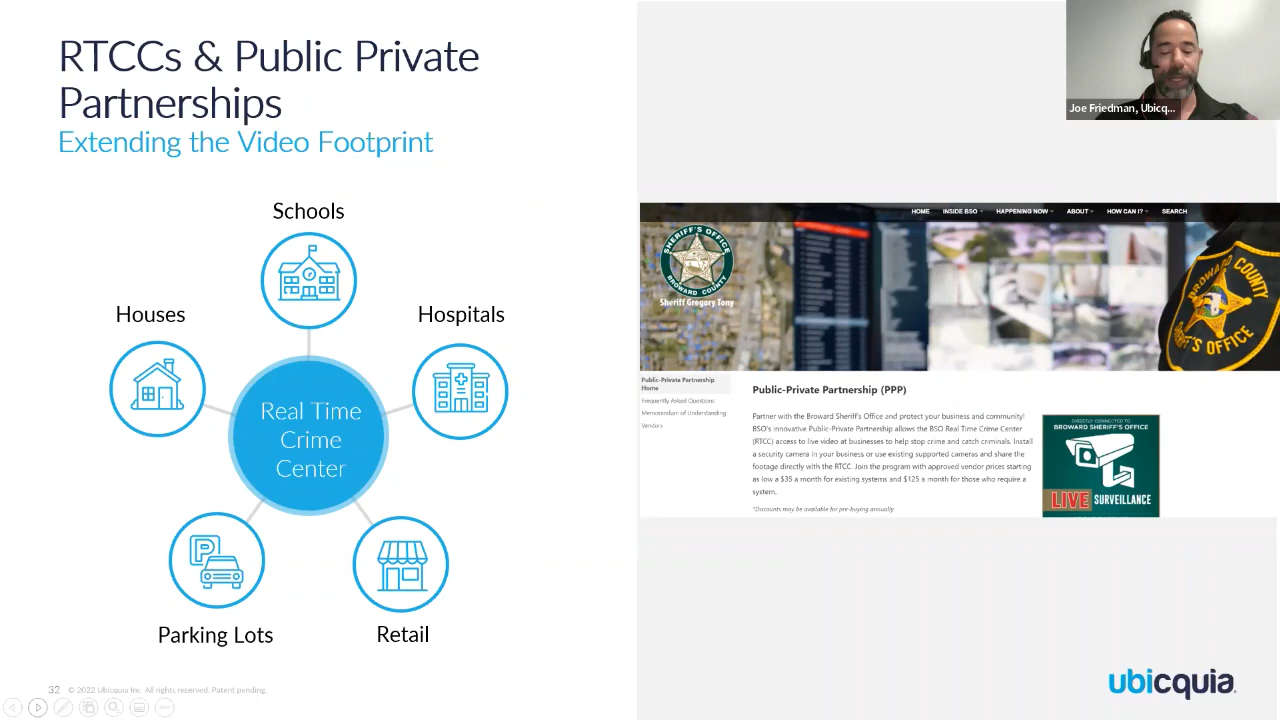 RTCCs & Public Private
Partnerships
Extending the Video Footprint
Schools
Houses
Hospitals
Real Time
Crime
Center
Parking Lots
Retail
32 © 2022 Ubicquia Inc. All rights reserved. Patent pending.
Joe Friedman, Ubicq...
HOME INSIDE BSO HAPPENING NOW ABOUT HOW CAN I? SEARCH
SHERIFF'S OFFICE
BROWARD COUNTY
Sheriff Gregory Tony
BROWARD COUNTY
SHERIFF'S OFFICE
Public-Private Partnership
Home
Frequently Asked Questions
Memorandum of Understanding
Vendors
Public-Private Partnership (PPP)
Partner with the Broward Sheriff's Office and protect your business and community!
BSO's innovative Public-Private Partnership allows the BSO Real Time Crime Center
(RTCC) access to live video at businesses to help stop crime and catch criminals. Install
a security camera in your business or use existing supported cameras and share the
footage directly with the RTCC. Join the program with approved vendor prices starting
as low a $35 a month for existing systems and $125 a month for those who require a
system.
*Discounts may be available for pre-buying annually
DIRECTLY CONNECTED TO
BROWARD SHERIFF'S OFFICE
LIVE SURVEILLANCE
ubicquia